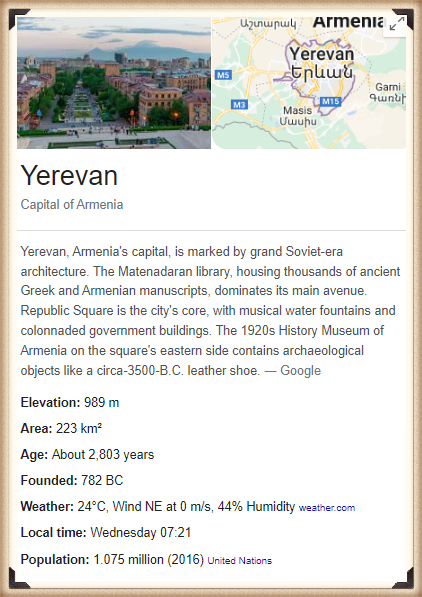 Աշտարակ
Armenia
Yerevan
Երևան
M5
M3
M15
Garni
Գառնի
Masis
Մասիս
Yerevan
Capital of Armenia
Yerevan, Armenia's capital, is marked by grand Soviet-era
architecture. The Matenadaran library, housing thousands of ancient
Greek and Armenian manuscripts, dominates its main avenue.
Republic Square is the city's core, with musical water fountains and
colonnaded government buildings. The 1920s History Museum of
Armenia on the square's eastern side contains archaeological
objects like a circa-3500-B.C. leather shoe. — Google
Elevation: 989 m
Area: 223 km²
Age: About 2,803 years
Founded: 782 BC
Weather: 24°C, Wind NE at 0 m/s, 44% Humidity weather.com
Local time: Wednesday 07:21
Population: 1.075 million (2016) United Nations